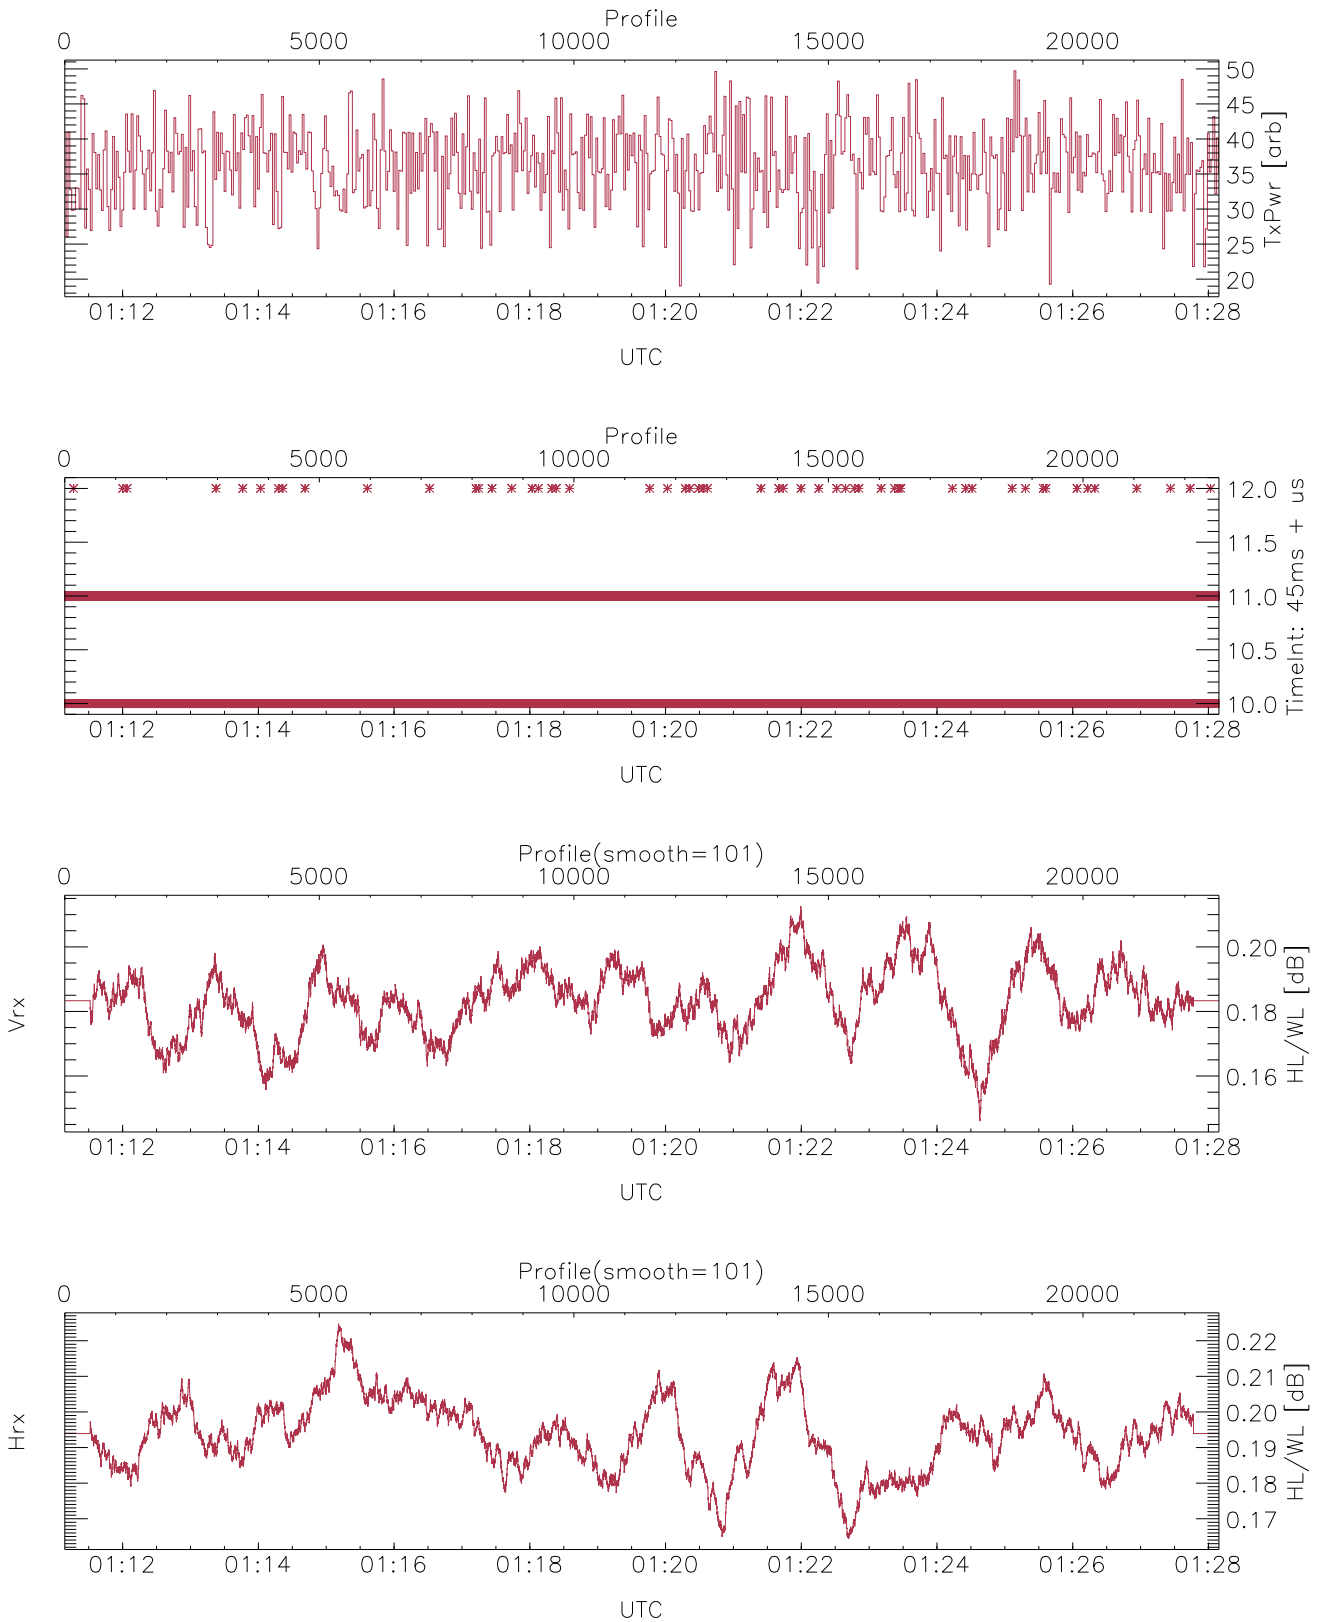 Profile
0 5000 10000 15000 20000
50
45
40
35
30
25
20
TxPwr [arb]
01:12 01:14 01:16 01:18 01:20 01:22 01:24 01:26 01:28
UTC
Profile
0 5000 10000 15000 20000
12.0
11.5
11.0
10.5
10.0
TimeInt: 45ms + us
01:12 01:14 01:16 01:18 01:20 01:22 01:24 01:26 01:28
UTC
Profile(smooth=101)
0 5000 10000 15000 20000
Vrx
0.20
0.18
0.16
HL/WL [dB]
01:12 01:14 01:16 01:18 01:20 01:22 01:24 01:26 01:28
UTC
Profile(smooth=101)
0 5000 10000 15000 20000
Hrx
0.22
0.21
0.20
0.19
0.18
0.17
HL/WL [dB]
01:12 01:14 01:16 01:18 01:20 01:22 01:24 01:26 01:28
UTC